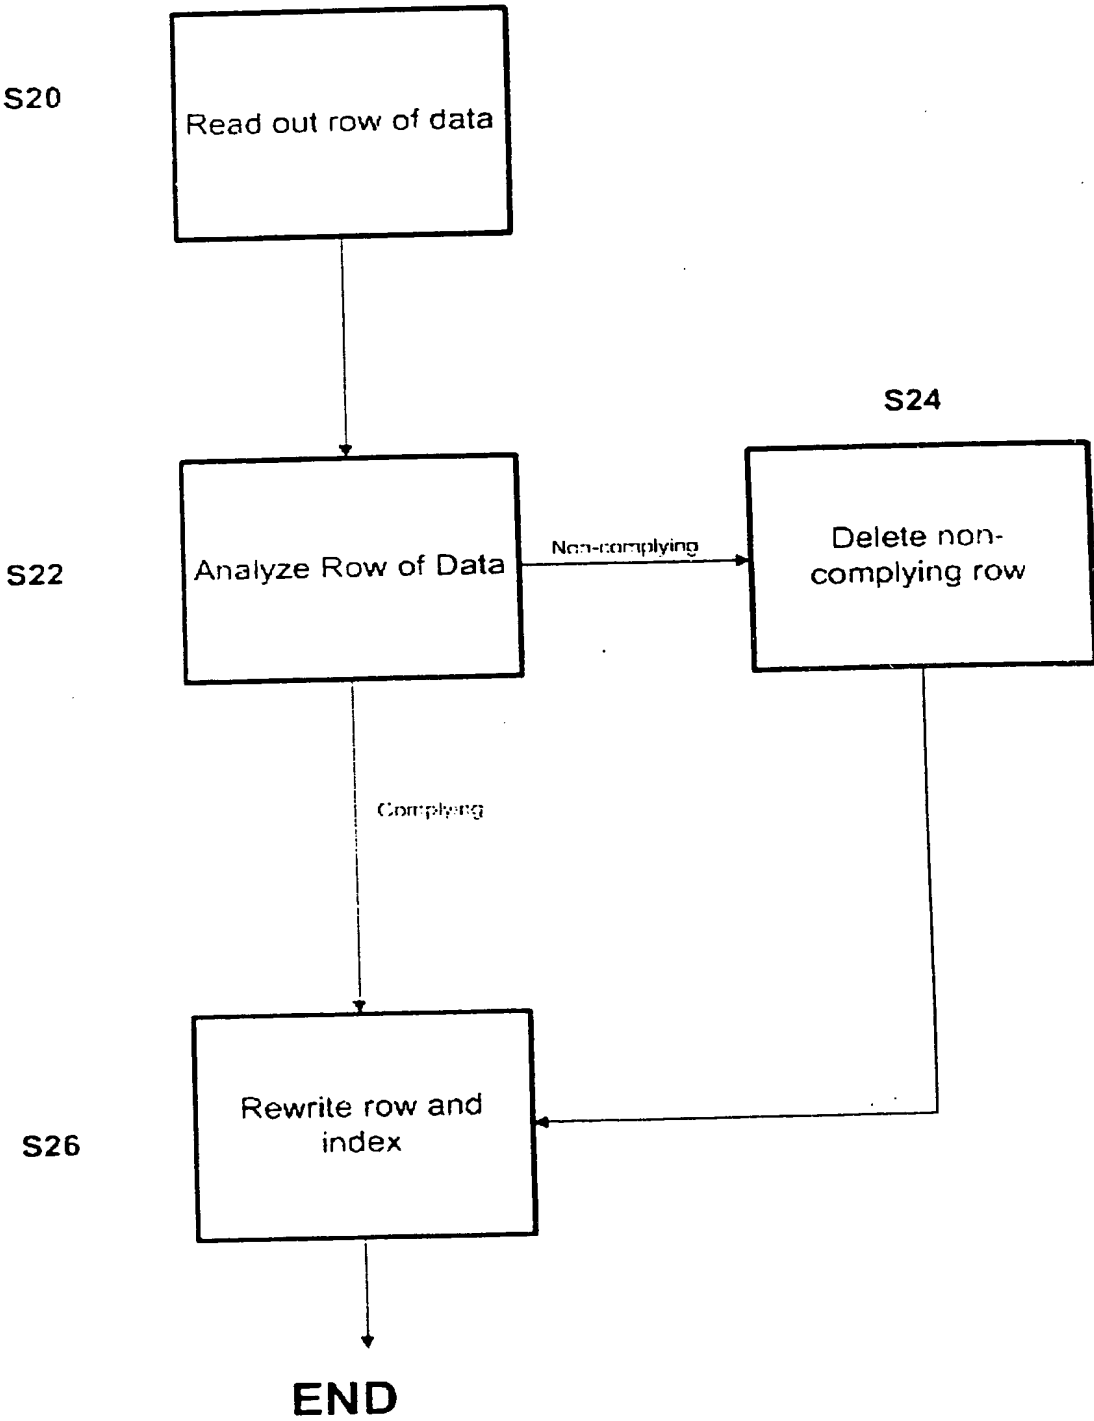 S20
Read out row of data
S24
S22
Analyze Row of Data
Non-complying
Delete non-
complying row
Complying
S26
Rewrite row and
index
END